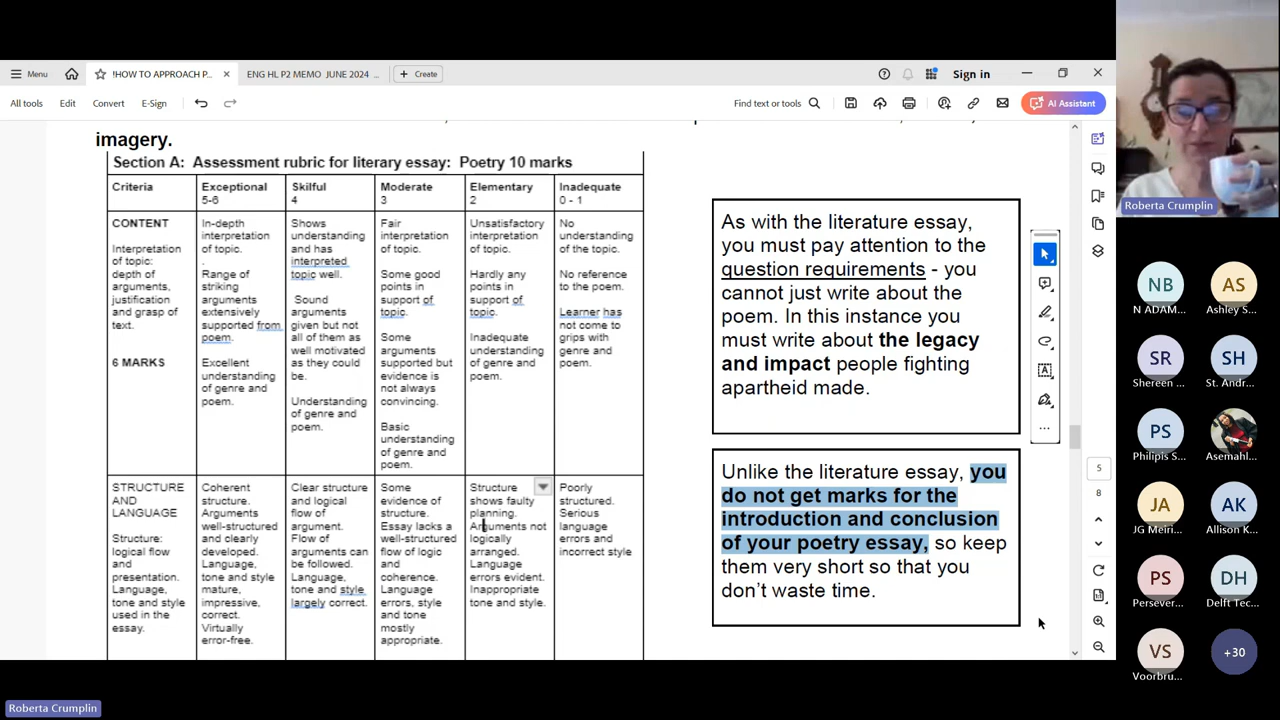 Menu
!HOW TO APPROACH P...
ENG HL P2 MEMO JUNE 2024 ...
Create
Sign in
All tools
Edit
Convert
E-Sign
Find text or tools
AI Assistant
imagery.
Section A: Assessment rubric for literary essay: Poetry 10 marks
Criteria
Exceptional
5-6
Skilful
4
Moderate
3
Elementary
2
Inadequate
0 - 1
CONTENT
Interpretation
of topic:
depth of
arguments,
justification
and grasp of
text.
6 MARKS
In-depth
interpretation
of topic.
.
Range of
striking
arguments
extensively
supported from
poem.
Excellent
understanding
of genre and
poem.
Shows
understanding
and has
interpreted
topic well.
Sound
arguments
given but not
all of them as
well motivated
as they could
be.
Understanding
of genre and
poem.
Fair
interpretation
of topic.
Some good
points in
support of
topic.
Some
arguments
supported but
evidence is
not always
convincing.
Basic
understanding
of genre and
poem.
Unsatisfactory
interpretation
of topic.
Hardly any
points in
support of
topic.
Inadequate
understanding
of genre and
poem.
No
understanding
of the topic.
No reference
to the poem.
Learner has
not come to
grips with
genre and
poem.
STRUCTURE
AND
LANGUAGE
Structure:
logical flow
and
presentation.
Language,
tone and style
used in the
essay.
Coherent
structure.
Arguments
well-structured
and clearly
developed.
Language,
tone and style
mature,
impressive,
correct.
Virtually
error-free.
Clear structure
and logical
flow of
argument.
Flow of
arguments can
be followed.
Language,
tone and style
largely correct.
Some
evidence of
structure.
Essay lacks a
well-structured
flow of logic
and
coherence.
Language
errors, style
and tone
mostly
appropriate.
Structure
shows faulty
planning.
Arguments not
logically
arranged.
Language
errors evident.
Inappropriate
tone and style.
Poorly
structured.
Serious
language
errors and
incorrect style
As with the literature essay,
you must pay attention to the
question requirements - you
cannot just write about the
poem. In this instance you
must write about the legacy
and impact people fighting
apartheid made.
Unlike the literature essay, you
do not get marks for the
introduction and conclusion
of your poetry essay, so keep
them very short so that you
don't waste time.
5
8
Roberta Crumplin
NB
N ADAM...
AS
Ashley S...
SR
Shereen ...
SH
St. Andr...
PS
Philipis S...
Asemahl...
JA
JG Meiri...
AK
Allison K...
PS
Persever...
DH
Delft Tec...
VS
Voorbru...
+30
Roberta Crumplin